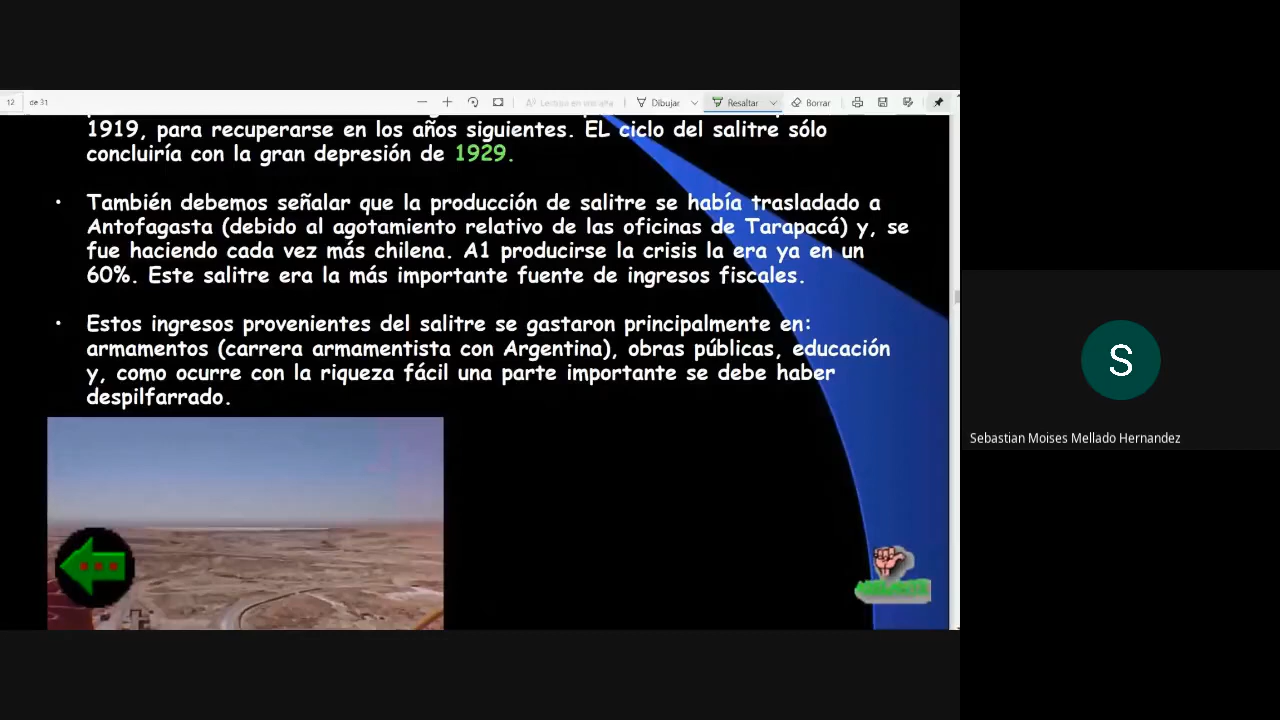 12 de 31
Dibujar
Resaltar
Borrar
1919, para recuperarse en los años siguientes. EL ciclo del salitre sólo
concluiría con la gran depresión de 1929.
• También debemos señalar que la producción de salitre se había trasladado a
Antofagasta (debido al agotamiento relativo de las oficinas de Tarapacá) y, se
fue haciendo cada vez más chilena. A1 producirse la crisis la era ya en un
60%. Este salitre era la más importante fuente de ingresos fiscales.
• Estos ingresos provenientes del salitre se gastaron principalmente en:
armamentos (carrera armamentista con Argentina), obras públicas, educación
y, como ocurre con la riqueza fácil una parte importante se debe haber
despilfarrado.
S
Sebastian Moises Mellado Hernandez